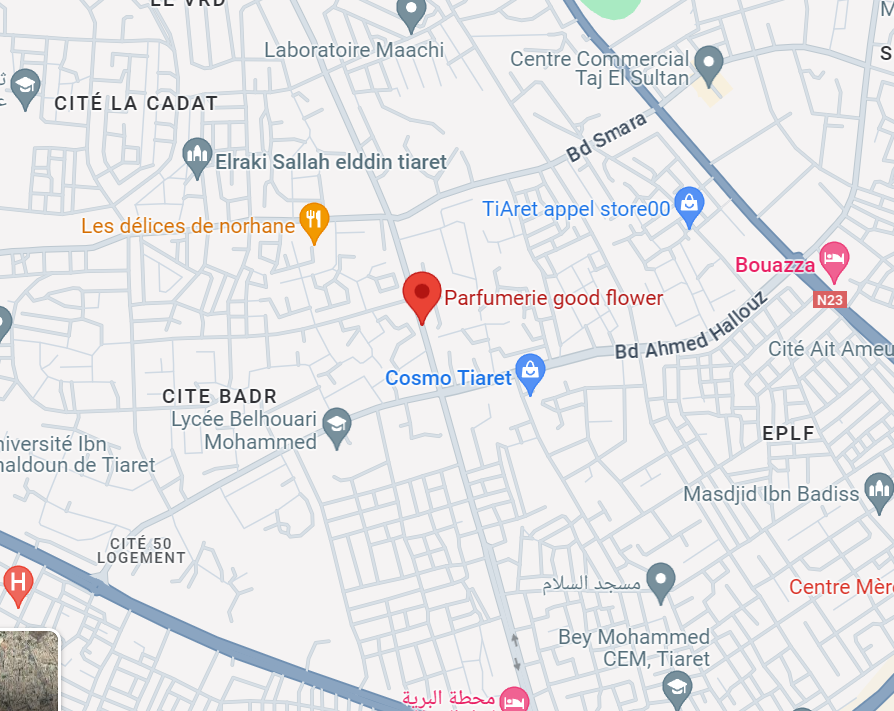 LE VRD
Laboratoire Maachi
Centre Commercial
Taj El Sultan
CITÉ LA CADAT
Bd Smara
Elraki Sallah elddin tiaret
Les délices de norhane
TiAret appel store00
Bouazza
N23
Parfumerie good flower
Bd Ahmed Hallouz
Cité Ait Ameu
Cosmo Tiaret
CITE BADR
Lycée Belhouari
Mohammed
EPLF
niversité Ibn
haldoun de Tiaret
Masdjid Ibn Badiss
CITÉ 50
LOGEMENT
H
مسجد السلام
Centre Mèr
Bey Mohammed
CEM, Tiaret
محطة البرية